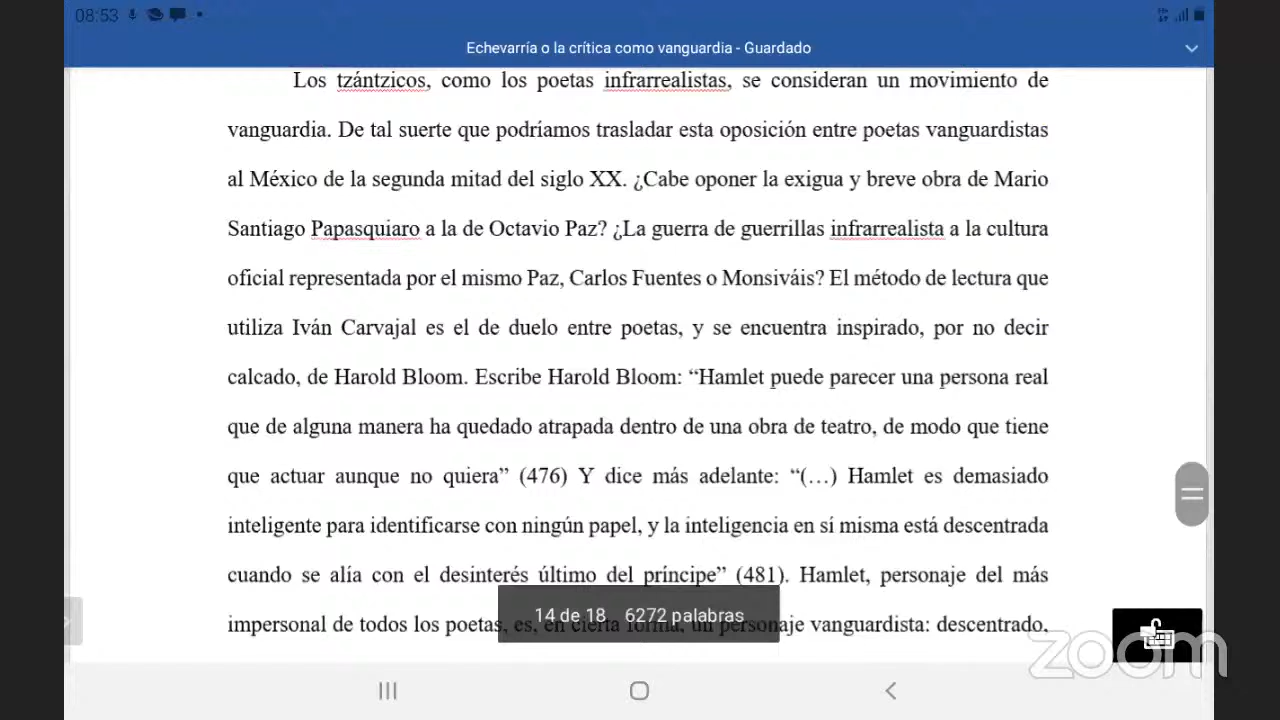 08:53
Echevarría o la crítica como vanguardia - Guardado
Los tzántzicos, como los poetas infrarrealistas, se consideran un movimiento de
vanguardia. De tal suerte que podríamos trasladar esta oposición entre poetas vanguardistas
al México de la segunda mitad del siglo XX. ¿Cabe oponer la exigua y breve obra de Mario
Santiago Papasquiaro a la de Octavio Paz? ¿La guerra de guerrillas infrarrealista a la cultura
oficial representada por el mismo Paz, Carlos Fuentes o Monsiváis? El método de lectura que
utiliza Iván Carvajal es el de duelo entre poetas, y se encuentra inspirado, por no decir
calcado, de Harold Bloom. Escribe Harold Bloom: “Hamlet puede parecer una persona real
que de alguna manera ha quedado atrapada dentro de una obra de teatro, de modo que tiene
que actuar aunque no quiera” (476) Y dice más adelante: “(…) Hamlet es demasiado
inteligente para identificarse con ningún papel, y la inteligencia en sí misma está descentrada
cuando se alía con el desinterés último del príncipe” (481). Hamlet, personaje del más
14 de 18 6272 palabras
impersonal de todos los poetas, es, en cierta forma, un personaje vanguardista: descentrado,
zoom